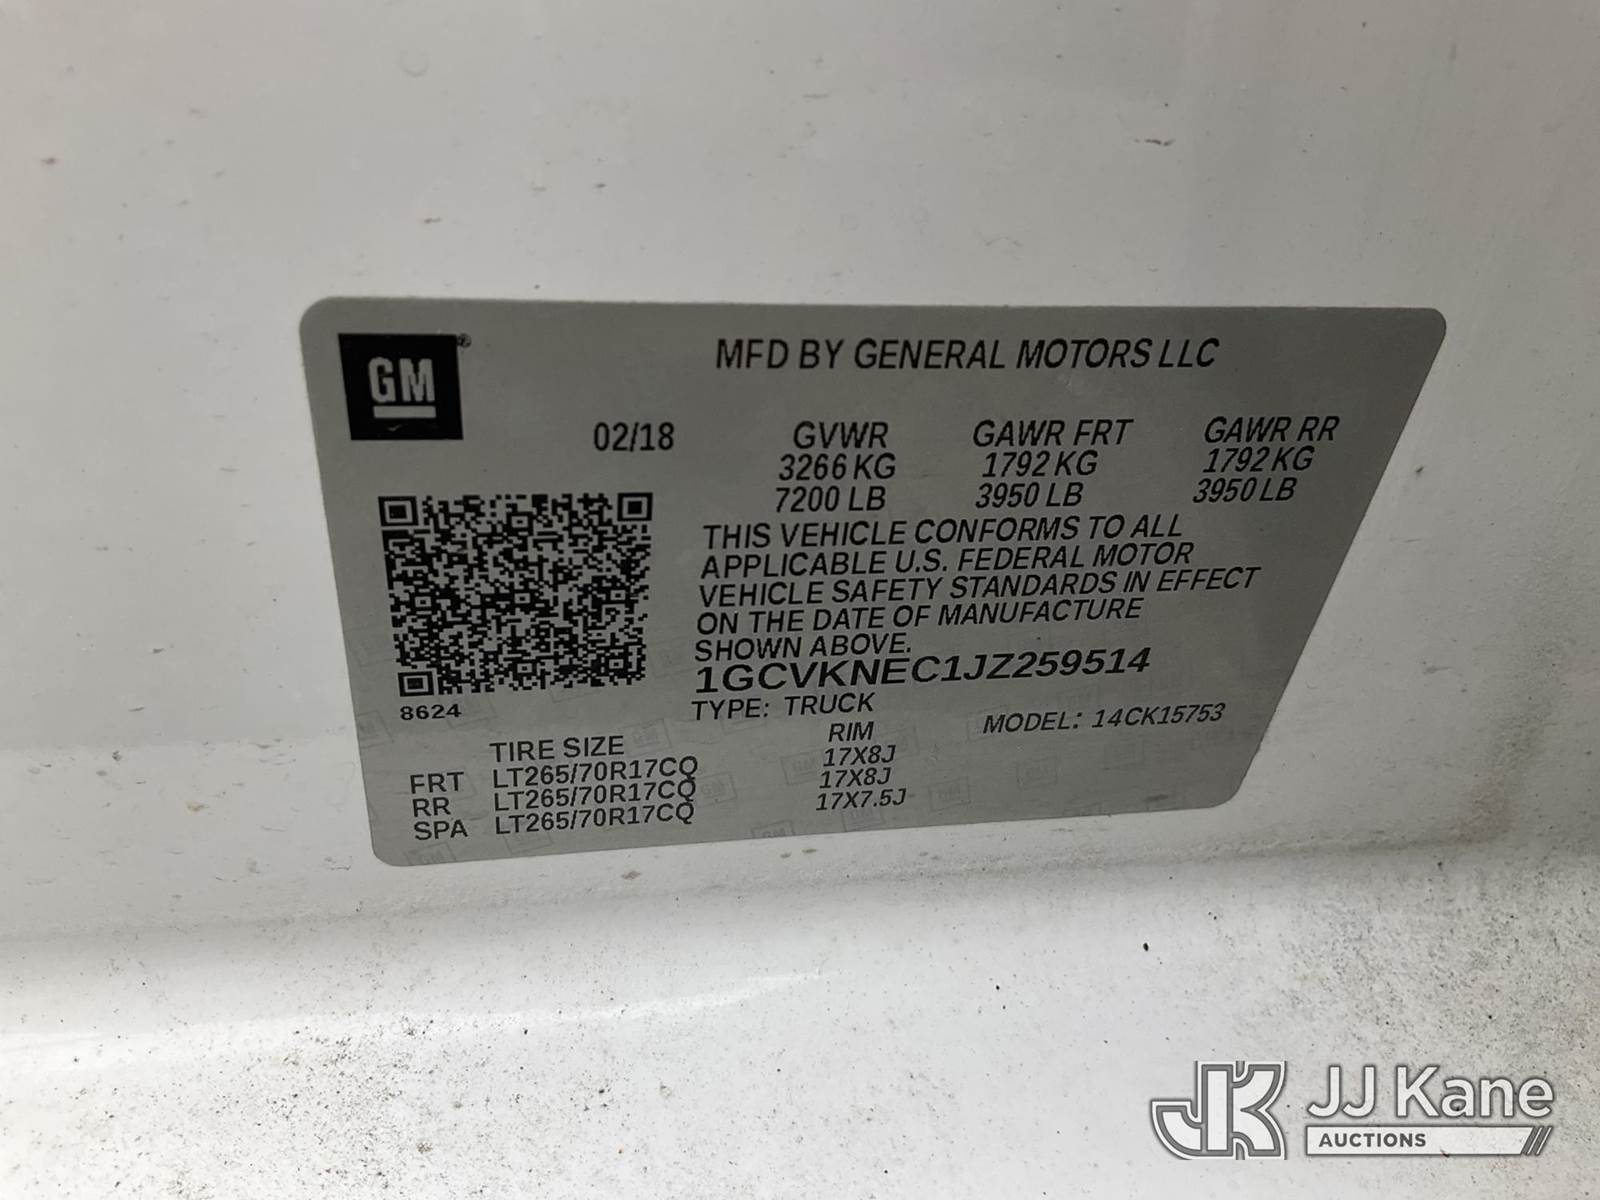 GM®
MFD BY GENERAL MOTORS LLC
02/18 GVWR GAWR FRT GAWR RR
3266 KG 1792 KG 1792 KG
7200 LB 3950 LB 3950 LB
THIS VEHICLE CONFORMS TO ALL
APPLICABLE U.S. FEDERAL MOTOR
VEHICLE SAFETY STANDARDS IN EFFECT
ON THE DATE OF MANUFACTURE
SHOWN ABOVE.
1GCVKNEC1JZ259514
8624
TYPE: TRUCK
MODEL: 14CK15753
TIRE SIZE RIM
FRT LT265/70R17CQ 17X8J
RR LT265/70R17CQ 17X8J
SPA LT265/70R17CQ 17X7.5J
JK JJ Kane
AUCTIONS